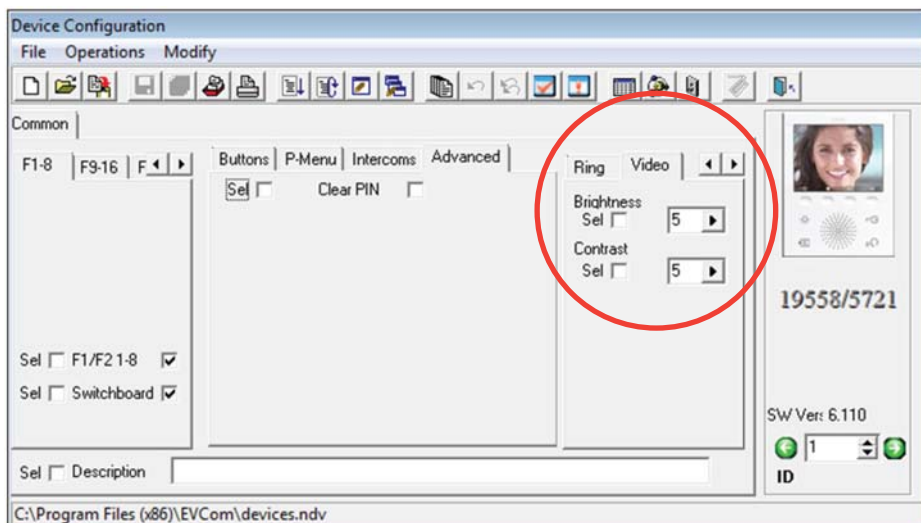 Device Configuration
File Operations Modify
Common
F1-8 F9-16 F
Buttons P-Menu Intercoms Advanced
Ring Video
Sel Clear PIN
Brightness
Sel 5
Contrast
Sel 5
19558/5721
Sel F1/F2 1-8
Sel Switchboard
SW Ver: 6.110
1
ID
Sel Description
C:\Program Files (x86)\EVCom\devices.ndv